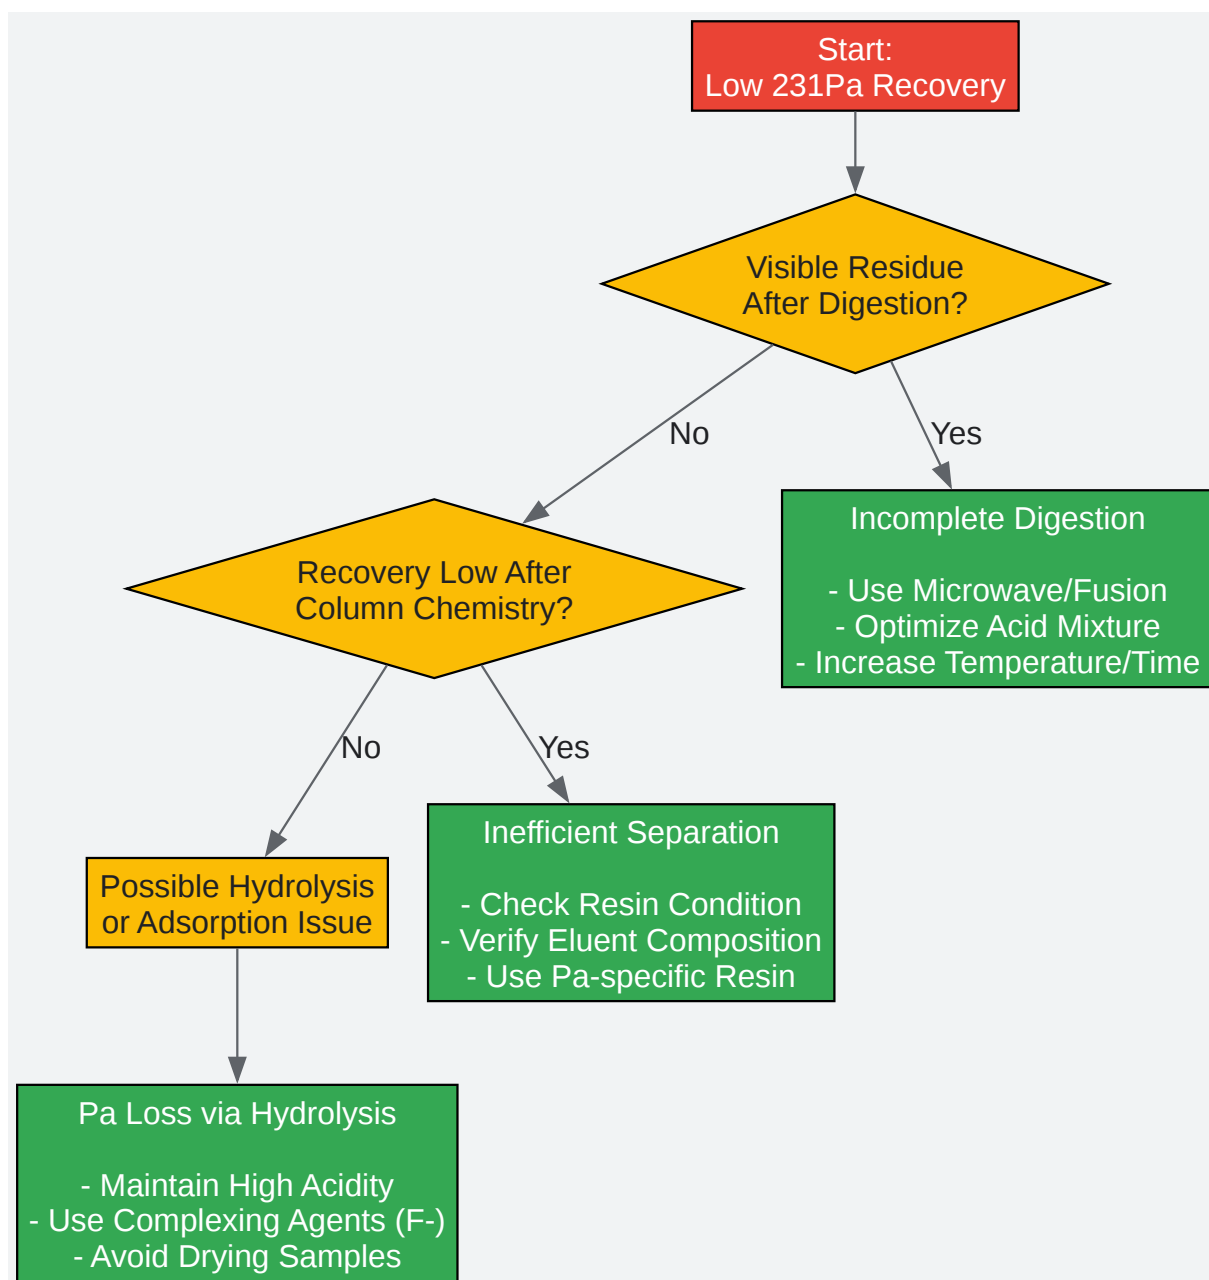 Start:
Low 231Pa Recovery
Visible Residue
After Digestion?
No
Yes
Incomplete Digestion
- Use Microwave/Fusion
- Optimize Acid Mixture
- Increase Temperature/Time
Recovery Low After
Column Chemistry?
No
Yes
Inefficient Separation
- Check Resin Condition
- Verify Eluent Composition
- Use Pa-specific Resin
Possible Hydrolysis
or Adsorption Issue
Pa Loss via Hydrolysis
- Maintain High Acidity
- Use Complexing Agents (F-)
- Avoid Drying Samples